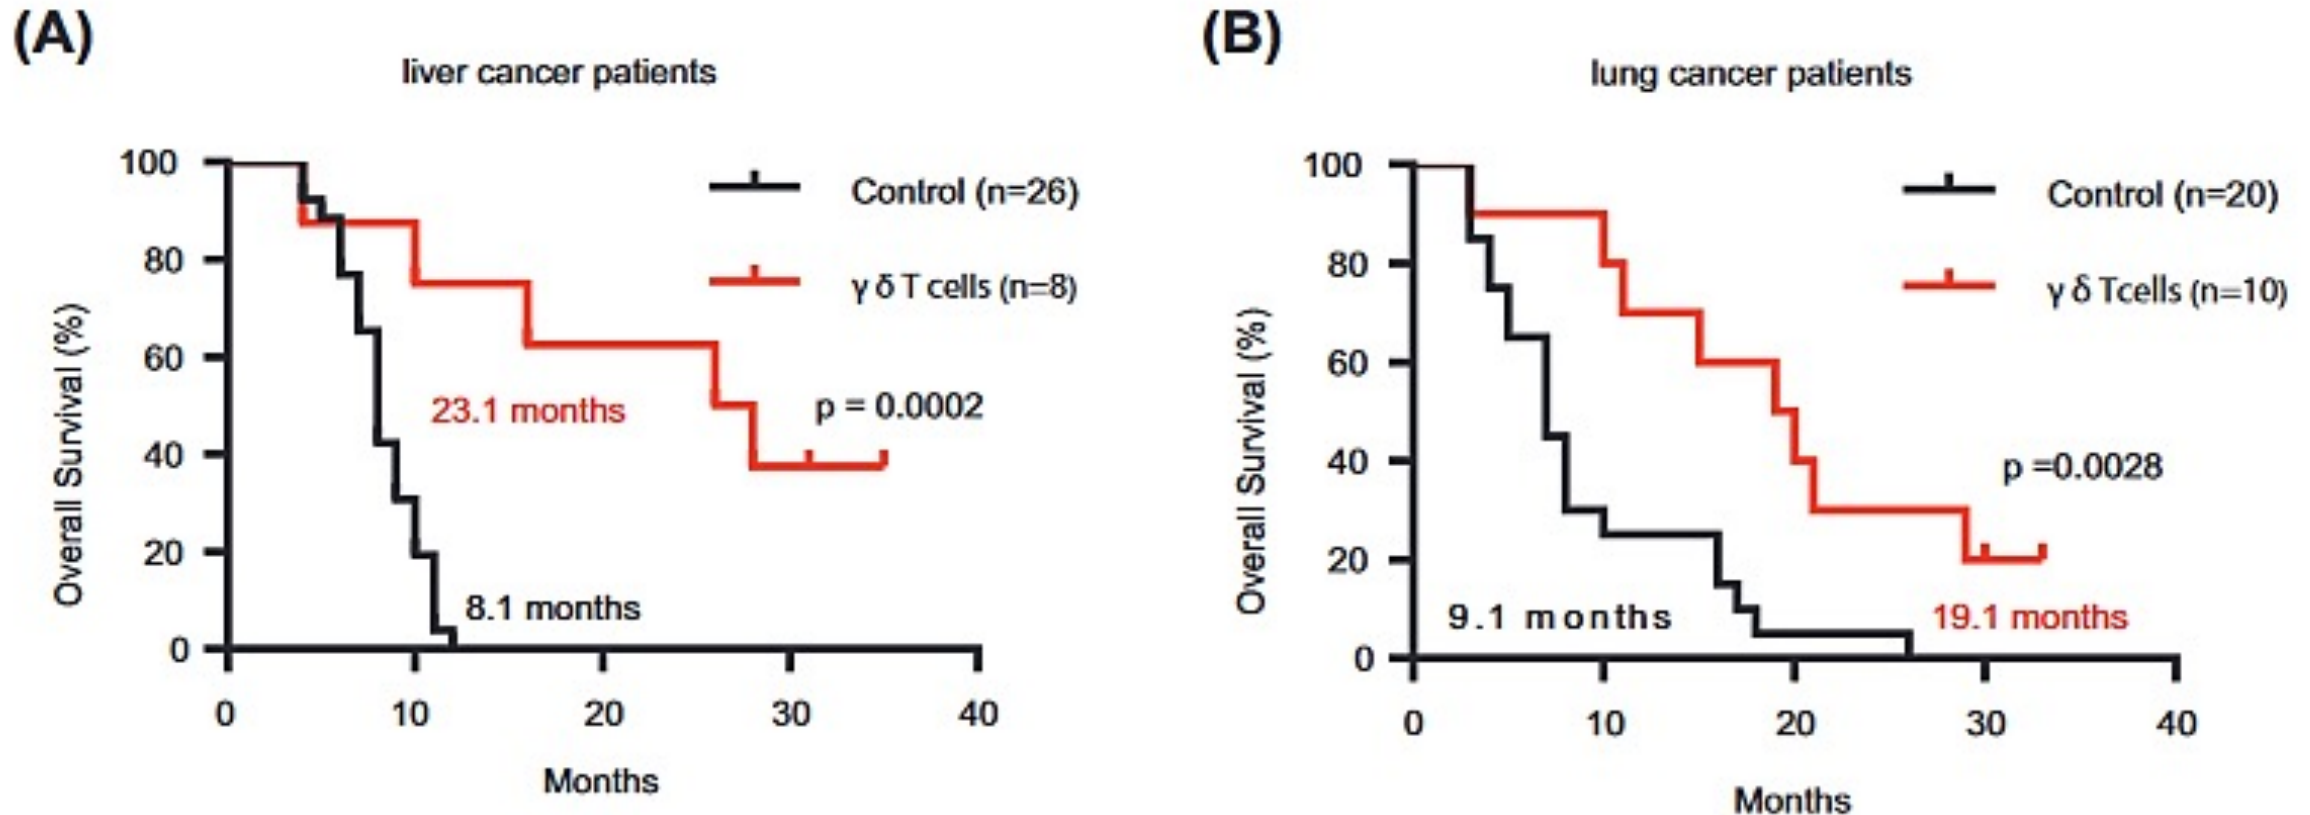 (A)
liver cancer patients
100
80
60
40
20
0
Overall Survival (%)
Control (n=26)
γ δ T cells (n=8)
23.1 months
p = 0.0002
8.1 months
0 10 20 30 40
Months
(B)
lung cancer patients
100
80
60
40
20
0
Overall Survival (%)
Control (n=20)
γ δ Tcells (n=10)
p =0.0028
9.1 months
19.1 months
0 10 20 30 40
Months